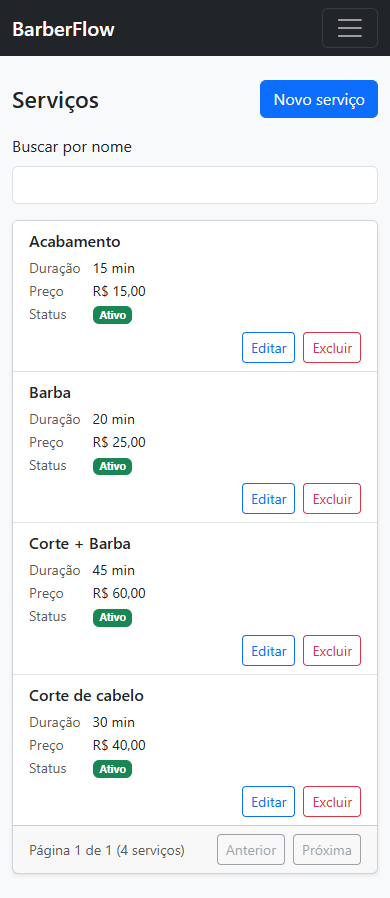 BarberFlow
Serviços Novo serviço
Buscar por nome
Acabamento
Duração 15 min
Preço R$ 15,00
Status Ativo
Editar Excluir
Barba
Duração 20 min
Preço R$ 25,00
Status Ativo
Editar Excluir
Corte + Barba
Duração 45 min
Preço R$ 60,00
Status Ativo
Editar Excluir
Corte de cabelo
Duração 30 min
Preço R$ 40,00
Status Ativo
Editar Excluir
Página 1 de 1 (4 serviços) Anterior Próxima